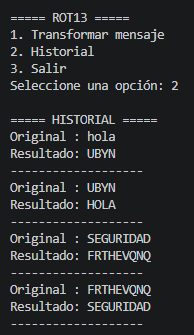 ===== ROT13 =====
1. Transformar mensaje
2. Historial
3. Salir
Seleccione una opción: 2

===== HISTORIAL =====
Original : hola
Resultado: UBYN
--------------------
Original : UBYN
Resultado: HOLA
--------------------
Original : SEGURIDAD
Resultado: FRTHEVQNQ
--------------------
Original : FRTHEVQNQ
Resultado: SEGURIDAD
--------------------